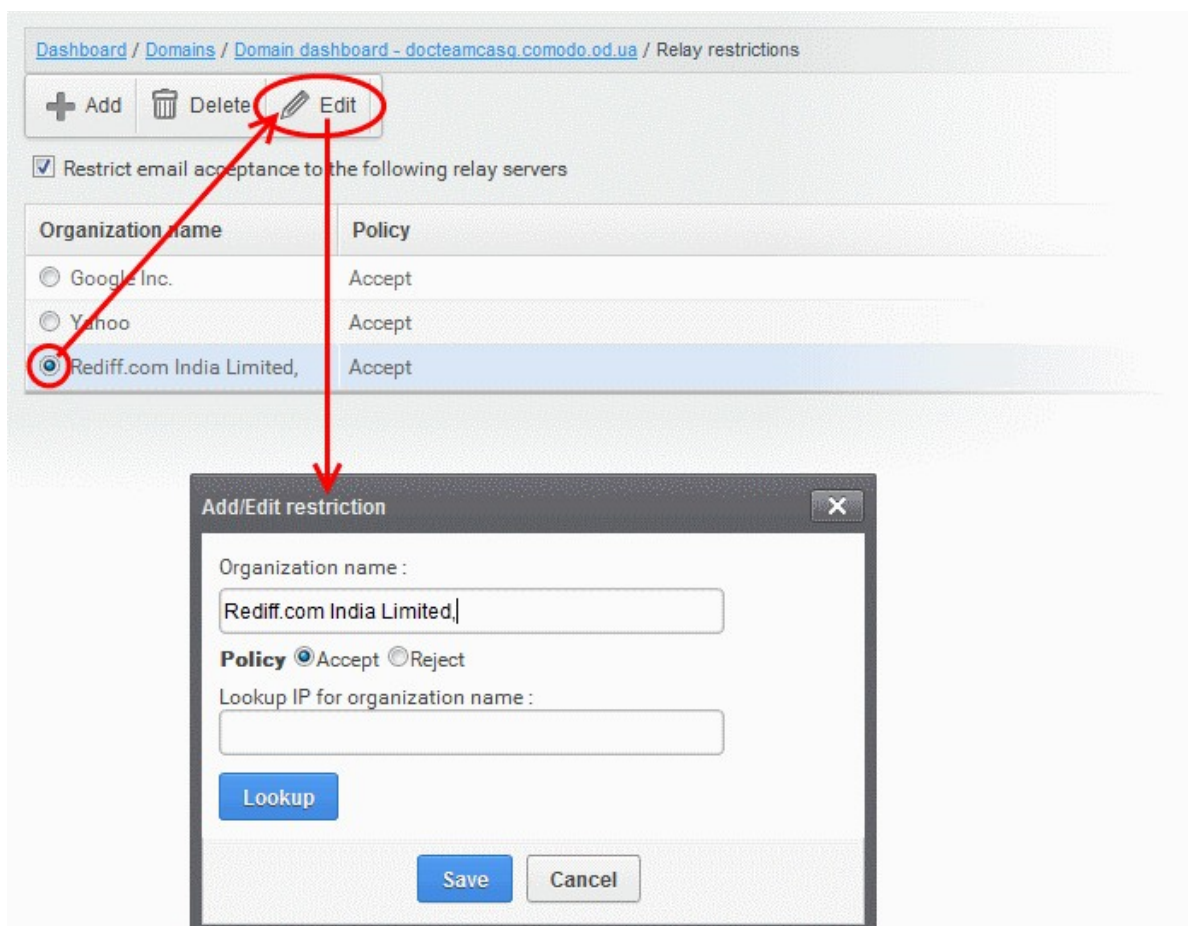 Dashboard / Domains / Domain dashboard - docteamcasg.comodo.od.ua / Relay restrictions
Add Delete Edit
Restrict email acceptance to the following relay servers
Organization name Policy
Google Inc. Accept
Yahoo Accept
Rediff.com India Limited, Accept
Add/Edit restriction
Organization name :
Rediff.com India Limited,
Policy Accept Reject
Lookup IP for organization name :
Lookup
Save Cancel